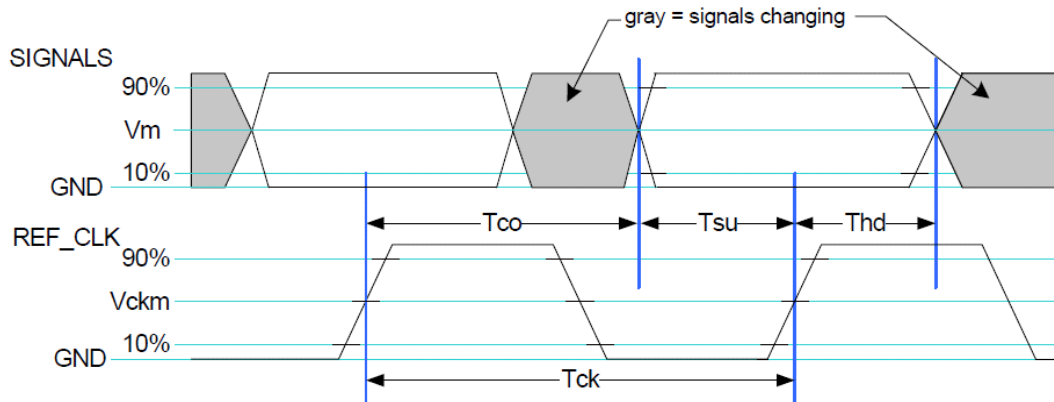 gray = signals changing
SIGNALS
90%
Vm
10%
GND
Tco Tsu Thd
REF_CLK
90%
Vckm
10%
GND
Tck